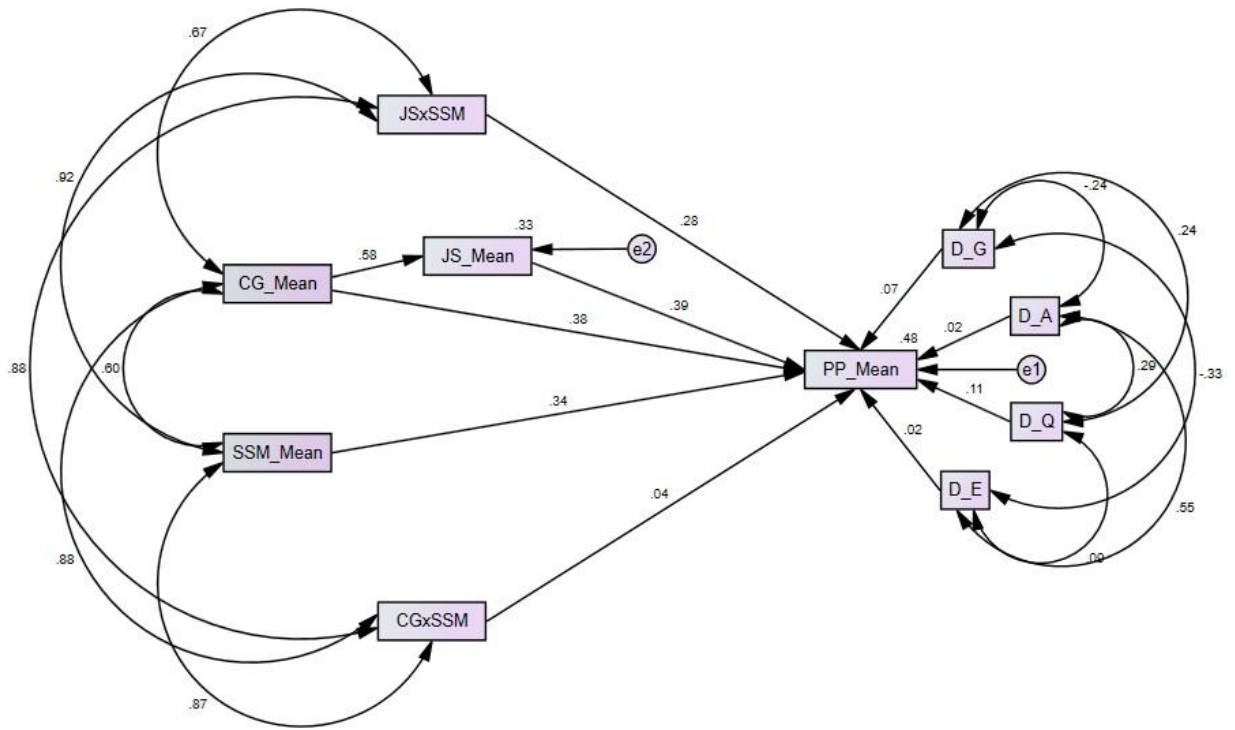 .67
JSxSSM
.92
.28
-.24
D_G
.24
.33
e2
.58
JS_Mean
CG_Mean
.07
.39
.38
D_A
.02
.48
.88
.60
PP_Mean
e1
.29
-.33
.11
.34
D_Q
.02
SSM_Mean
D_E
.04
.55
.88
.09
CGxSSM
.87